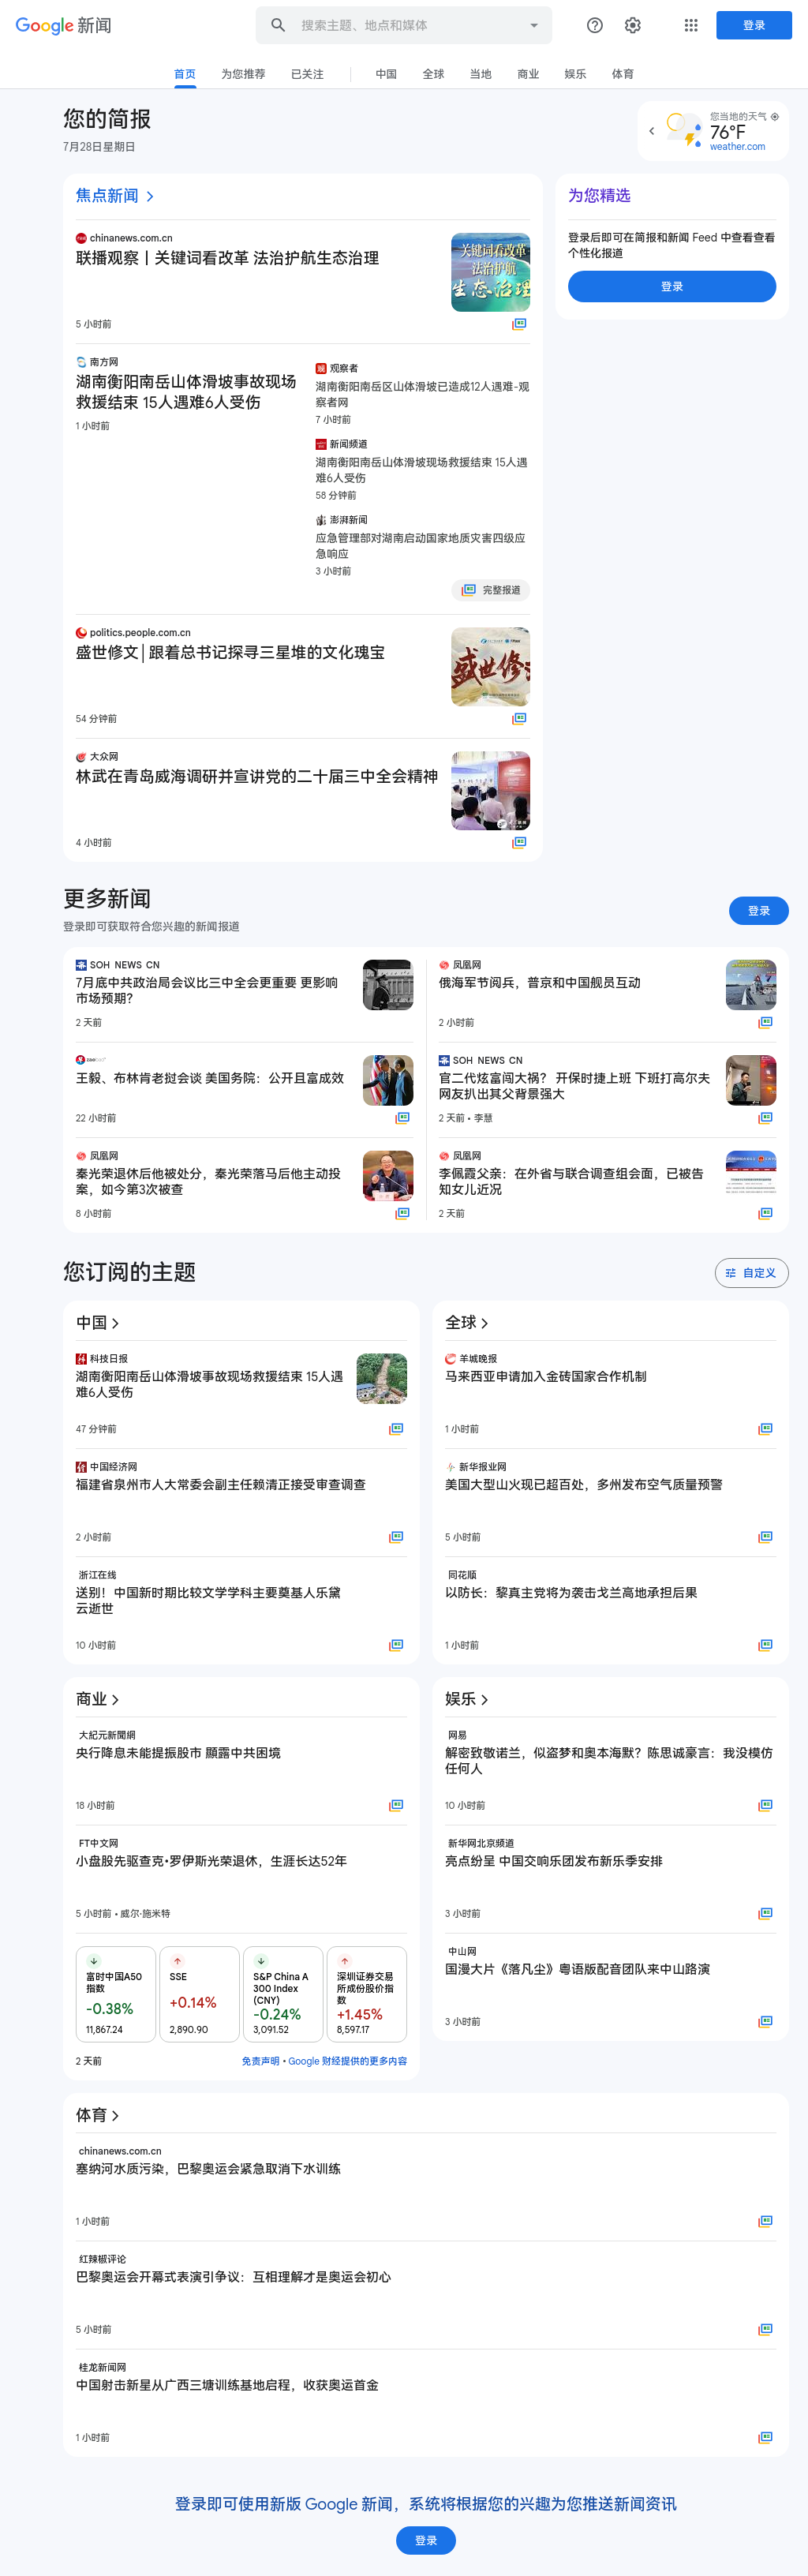 Google 新闻
搜索主题、地点和媒体
登录
首页
为您推荐
已关注
中国
全球
当地
商业
娱乐
体育
您的简报
7月28日星期日
您当地的天气
76°F
weather.com
焦点新闻
chinanews.com.cn
联播观察丨关键词看改革 法治护航生态治理
关键词看改革
法治护航
生态治理
5 小时前
南方网
湖南衡阳南岳山体滑坡事故现场
救援结束 15人遇难6人受伤
1 小时前
观察者
湖南衡阳南岳区山体滑坡已造成12人遇难-观
察者网
7 小时前
新闻频道
湖南衡阳南岳山体滑坡现场救援结束 15人遇
难6人受伤
58 分钟前
澎湃新闻
应急管理部对湖南启动国家地质灾害四级应
急响应
3 小时前
完整报道
politics.people.com.cn
盛世修文│跟着总书记探寻三星堆的文化瑰宝
54 分钟前
大众网
林武在青岛威海调研并宣讲党的二十届三中全会精神
4 小时前
为您精选
登录后即可在简报和新闻 Feed 中查看查看
个性化报道
登录
更多新闻
登录即可获取符合您兴趣的新闻报道
登录
SOH NEWS CN
7月底中共政治局会议比三中全会更重要 更影响
市场预期？
2 天前
王毅、布林肯老挝会谈 美国务院：公开且富成效
22 小时前
凤凰网
秦光荣退休后他被处分，秦光荣落马后他主动投
案，如今第3次被查
8 小时前
凤凰网
俄海军节阅兵，普京和中国舰员互动
2 小时前
SOH NEWS CN
官二代炫富闯大祸？ 开保时捷上班 下班打高尔夫
网友扒出其父背景强大
2 天前 • 李慧
凤凰网
李佩霞父亲：在外省与联合调查组会面，已被告
知女儿近况
2 天前
您订阅的主题
自定义
中国
科技日报
湖南衡阳南岳山体滑坡事故现场救援结束 15人遇
难6人受伤
47 分钟前
中国经济网
福建省泉州市人大常委会副主任赖清正接受审查调查
2 小时前
浙江在线
送别！中国新时期比较文学学科主要奠基人乐黛
云逝世
10 小时前
全球
羊城晚报
马来西亚申请加入金砖国家合作机制
1 小时前
新华报业网
美国大型山火现已超百处，多州发布空气质量预警
5 小时前
同花顺
以防长：黎真主党将为袭击戈兰高地承担后果
1 小时前
商业
大紀元新聞網
央行降息未能提振股市 顯露中共困境
18 小时前
FT中文网
小盘股先驱查克•罗伊斯光荣退休，生涯长达52年
5 小时前 • 威尔·施米特
富时中国A50
指数
-0.38%
11,867.24
SSE
+0.14%
2,890.90
S&P China A
300 Index
(CNY)
-0.24%
3,091.52
深圳证券交易
所成份股价指
数
+1.45%
8,597.17
2 天前
免责声明 • Google 财经提供的更多内容
娱乐
网易
解密致敬诺兰，似盗梦和奥本海默？陈思诚豪言：我没模仿
任何人
10 小时前
新华网北京频道
亮点纷呈 中国交响乐团发布新乐季安排
3 小时前
中山网
国漫大片《落凡尘》粤语版配音团队来中山路演
3 小时前
体育
chinanews.com.cn
塞纳河水质污染，巴黎奥运会紧急取消下水训练
1 小时前
红辣椒评论
巴黎奥运会开幕式表演引争议：互相理解才是奥运会初心
5 小时前
桂龙新闻网
中国射击新星从广西三塘训练基地启程，收获奥运首金
1 小时前
登录即可使用新版 Google 新闻，系统将根据您的兴趣为您推送新闻资讯
登录